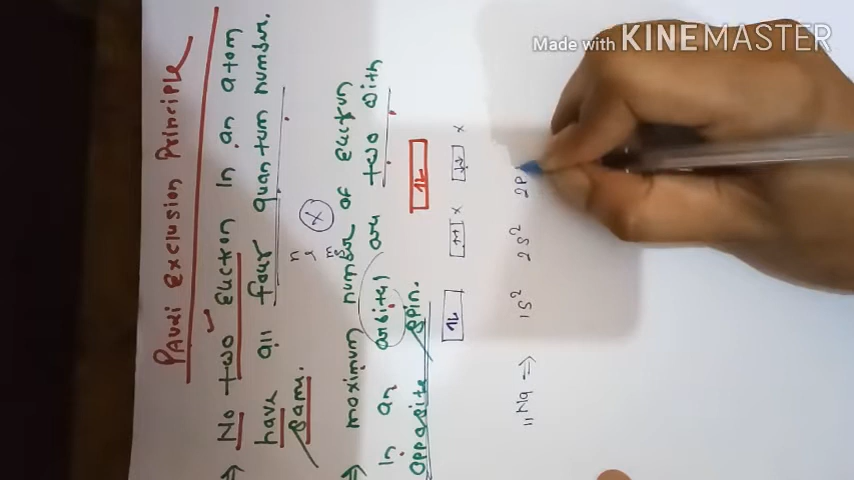 Made with KINEMASTER
PAULI EXCLUSION PRINCIPLE
⇒ No two Electron in an atom
have all four quantum number.
same.
n l m s
X
⇒ maximum number of Electron
in an orbital are two with
opposite spin.
↑↓
↑↓ ↑↑ x ↓↓ x
₁₁Na ⇒ 1S² 2S² 2P